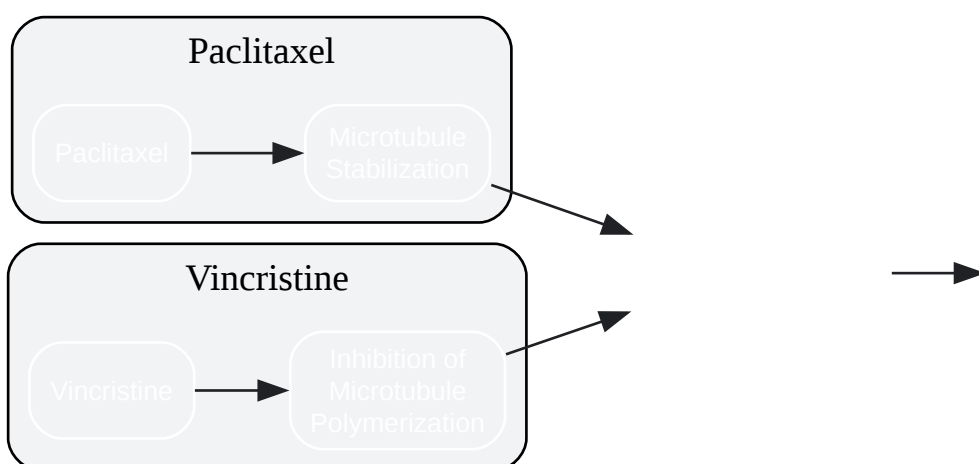 Paclitaxel
Paclitaxel
Microtubule
Stabilization
Vincristine
Vincristine
Inhibition of
Microtubule
Polymerization